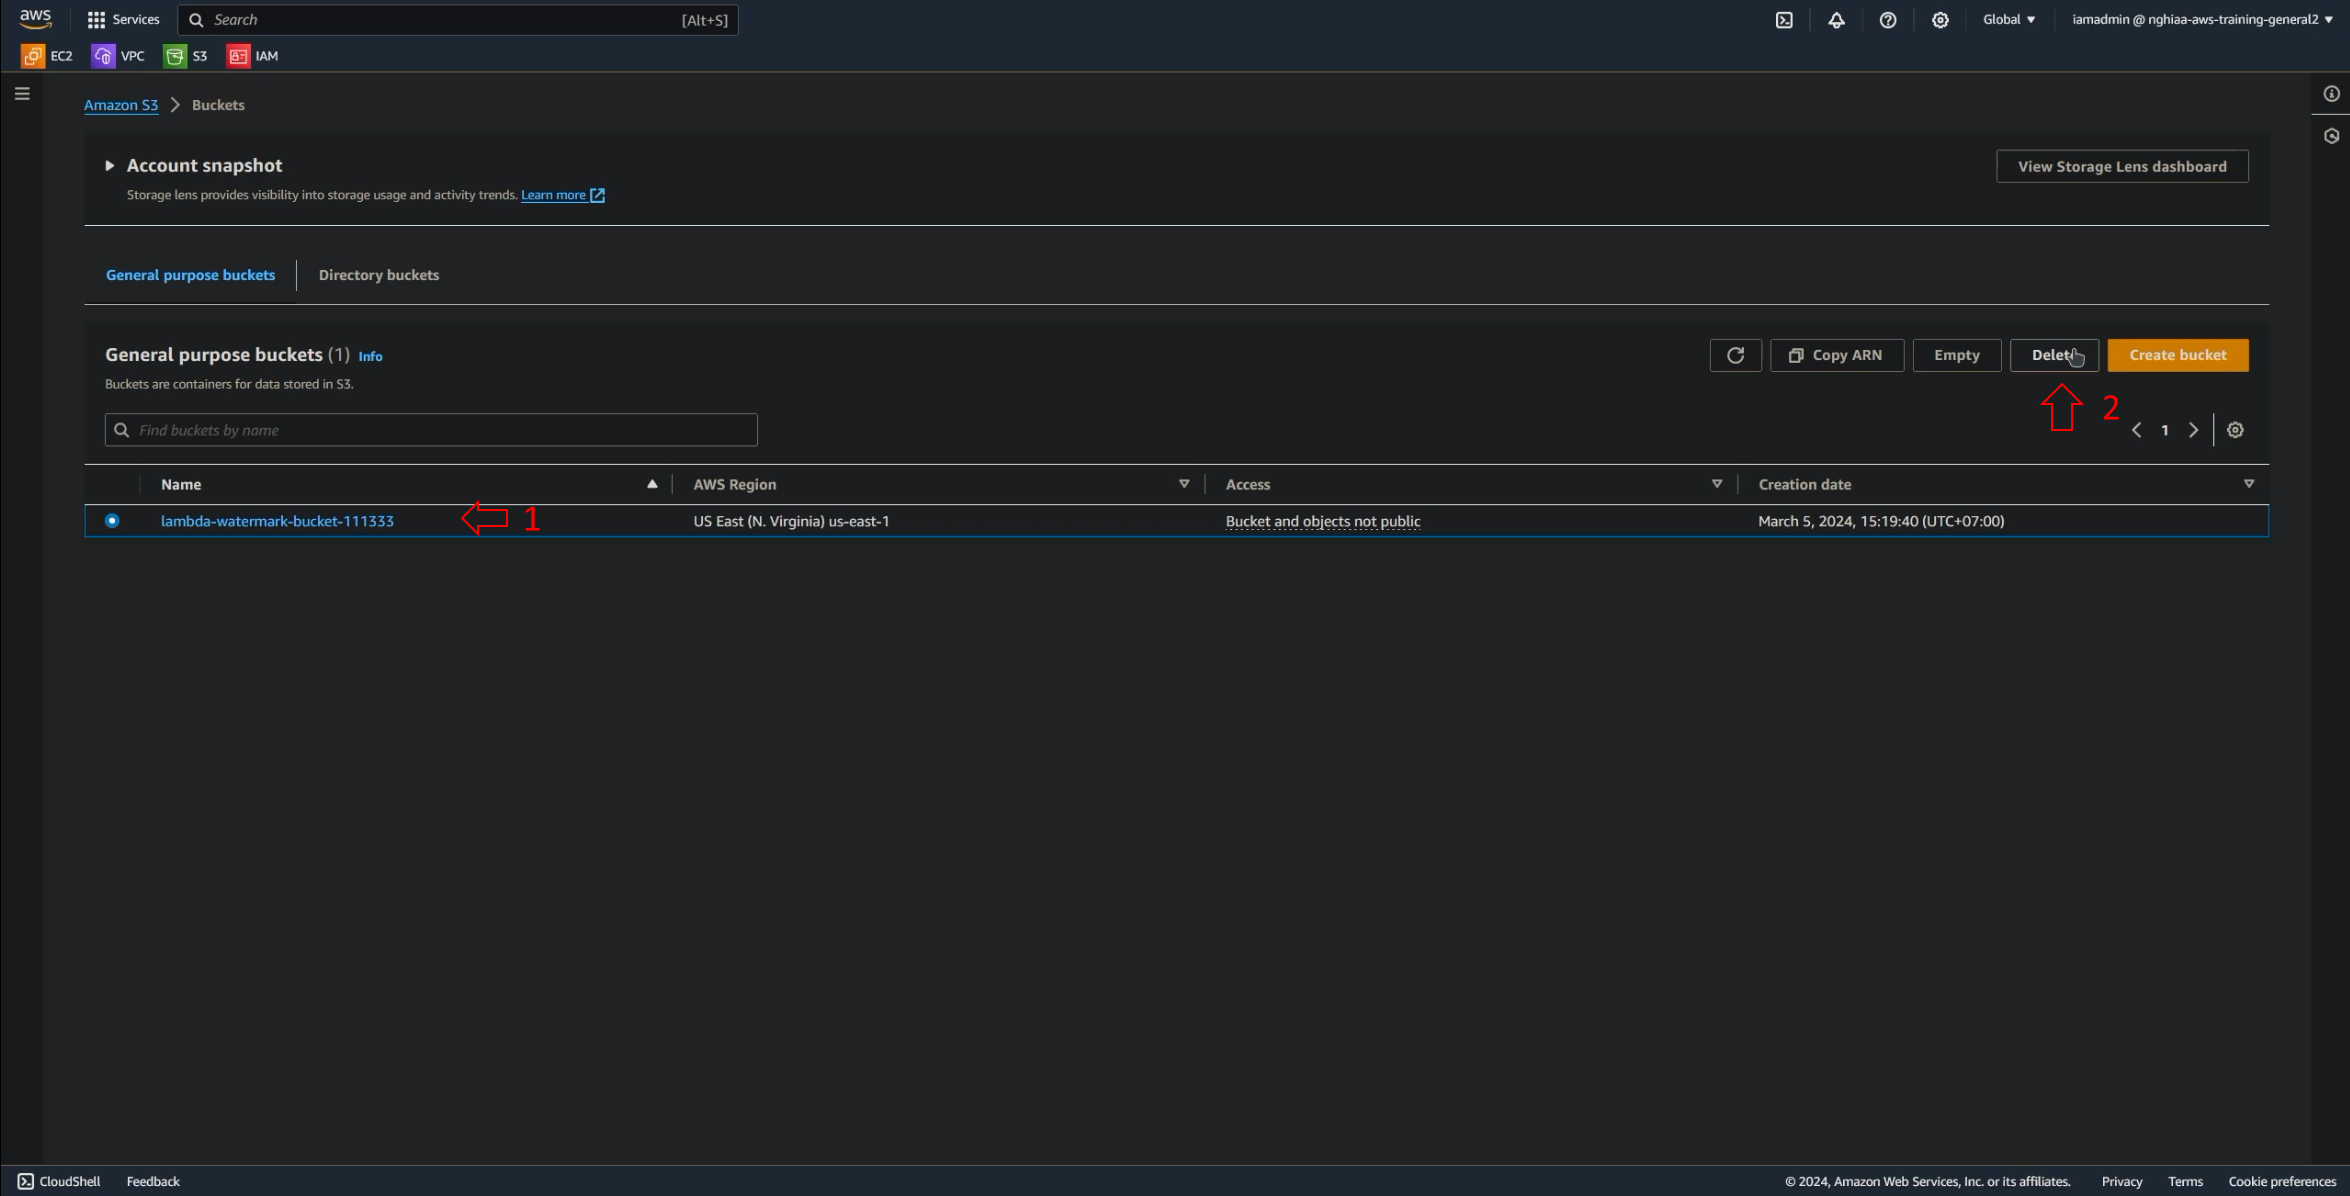 aws Services Search [Alt+S] Global iamadmin @ nghiaa-aws-training-general2
EC2 VPC S3 IAM
Amazon S3 > Buckets
Account snapshot
View Storage Lens dashboard
Storage lens provides visibility into storage usage and activity trends. Learn more
General purpose buckets Directory buckets
General purpose buckets (1) Info
Copy ARN Empty Delete Create bucket
Buckets are containers for data stored in S3.
2
Find buckets by name
1
Name AWS Region Access Creation date
lambda-watermark-bucket-111333 1 US East (N. Virginia) us-east-1 Bucket and objects not public March 5, 2024, 15:19:40 (UTC+07:00)
CloudShell Feedback © 2024, Amazon Web Services, Inc. or its affiliates. Privacy Terms Cookie preferences